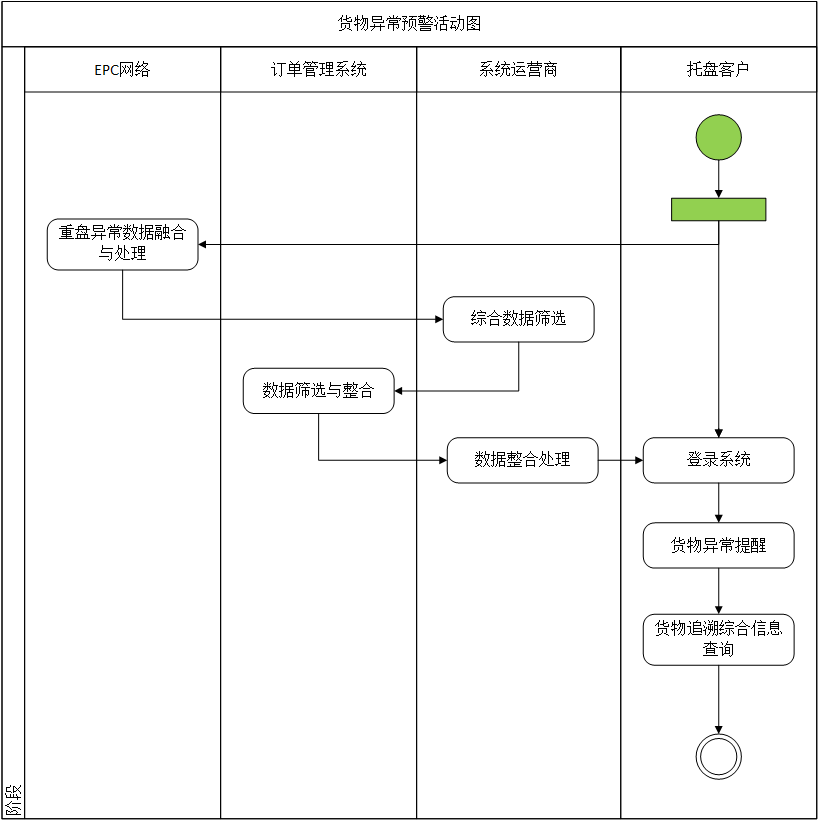 货物异常预警活动图
EPC网络
订单管理系统
系统运营商
托盘客户
重盘异常数据融合
与处理
综合数据筛选
数据筛选与整合
数据整合处理
登录系统
货物异常提醒
货物追溯综合信息
查询
阶段